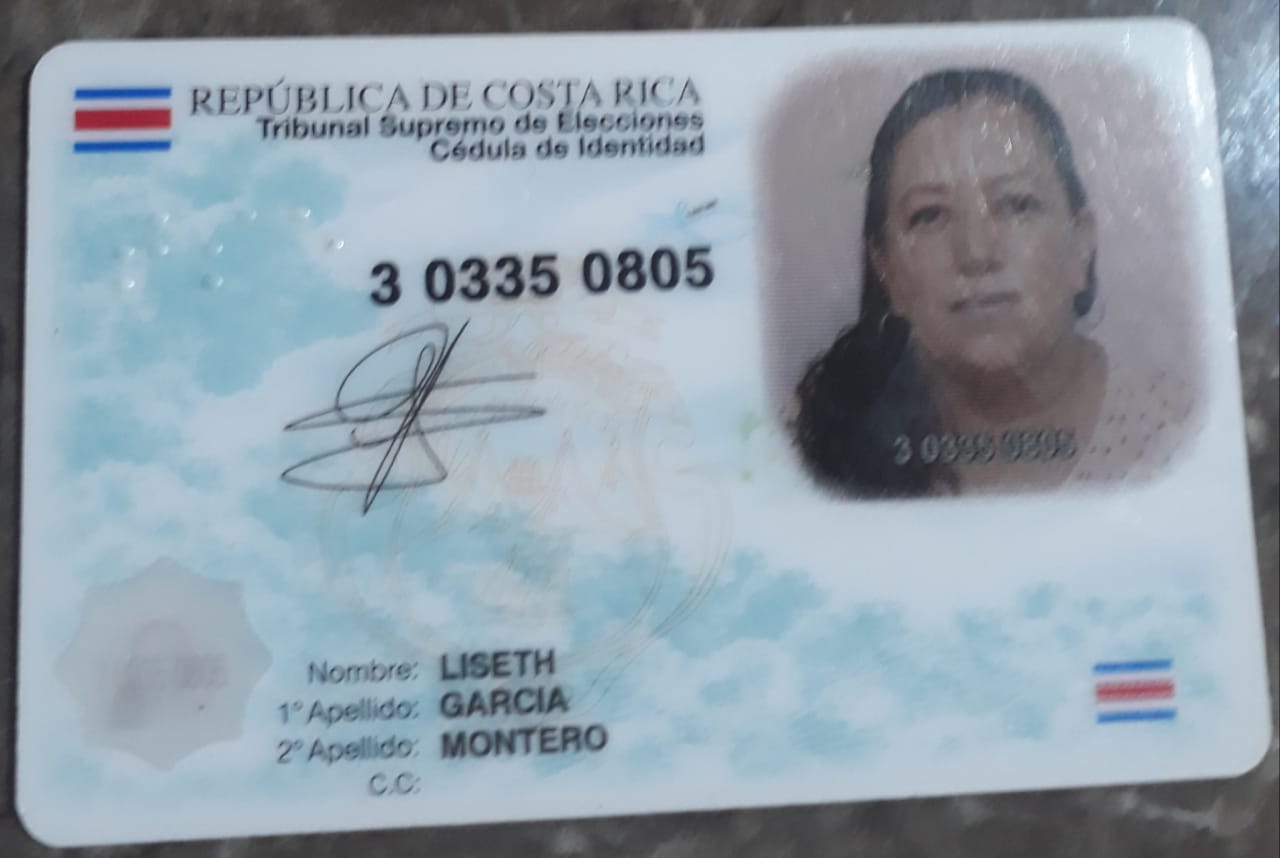 REPÚBLICA DE COSTA RICA
Tribunal Supremo de Elecciones
Cédula de Identidad
3 0335 0805
3 0335 0805
Nombre: LISETH
1° Apellido: GARCIA
2° Apellido: MONTERO
C.C: